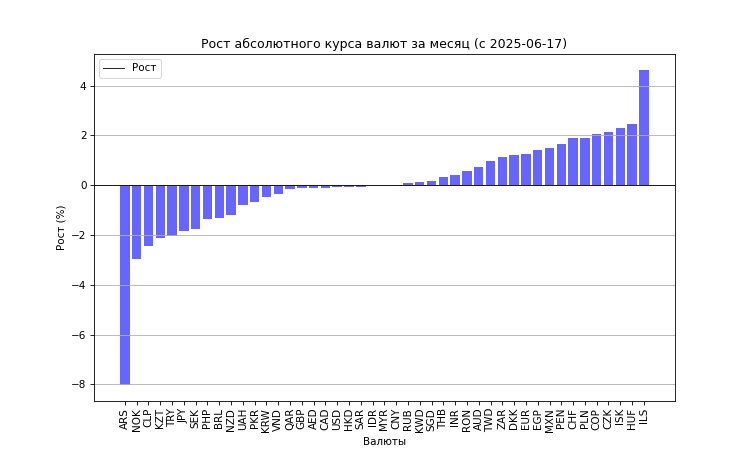 Рост абсолютного курса валют за месяц (с 2025-06-17)
Рост
4
2
0
−2
−4
−6
−8
Рост (%)
ARS NOK CLP KZT TRY JPY SEK PHP BRL NZD UAH PKR KRW VND QAR GBP AED CAD USD HKD SAR IDR MYR CNY RUB KWD SGD THB INR RON AUD TWD ZAR DKK EUR EGP MXN PEN CHF PLN COP CZK ISK HUF ILS
Валюты